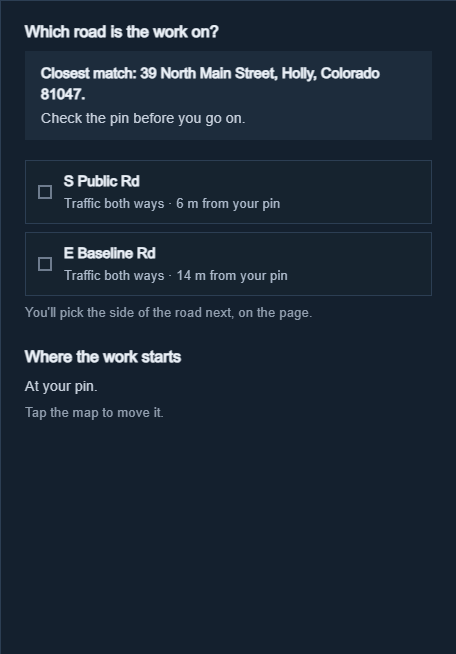 Which road is the work on?
Closest match: 39 North Main Street, Holly, Colorado
81047.
Check the pin before you go on.
S Public Rd
Traffic both ways · 6 m from your pin
E Baseline Rd
Traffic both ways · 14 m from your pin
You'll pick the side of the road next, on the page.
Where the work starts
At your pin.
Tap the map to move it.